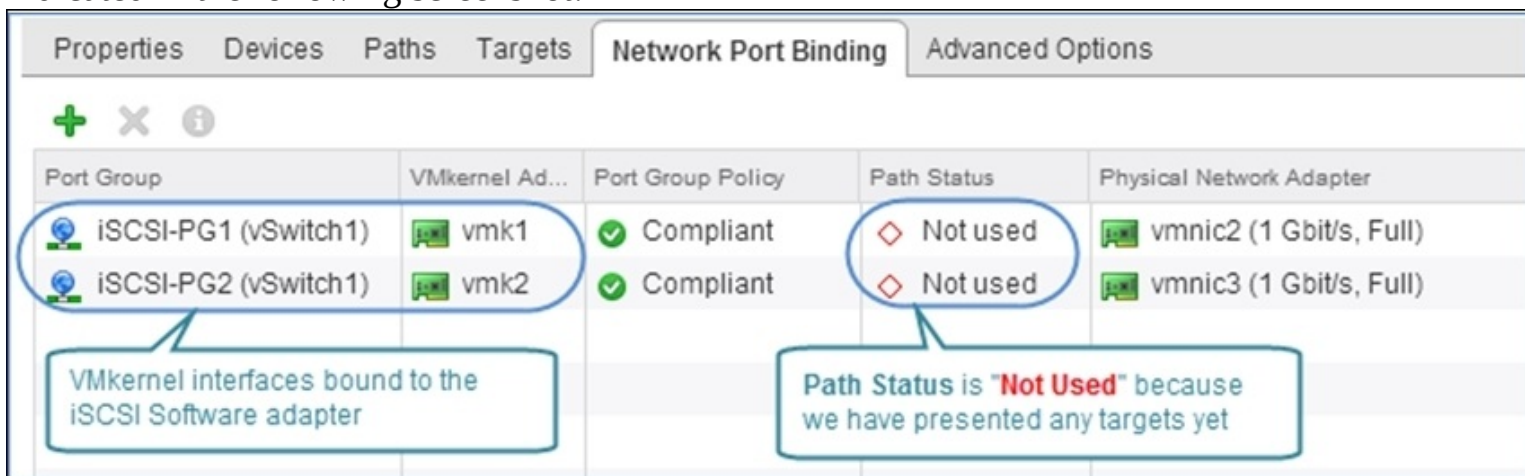 Properties Devices Paths Targets Network Port Binding Advanced Options
Port Group VMkernel Ad... Port Group Policy Path Status Physical Network Adapter
iSCSI-PG1 (vSwitch1) vmk1 Compliant Not used vmnic2 (1 Gbit/s, Full)
iSCSI-PG2 (vSwitch1) vmk2 Compliant Not used vmnic3 (1 Gbit/s, Full)
VMkernel interfaces bound to the
iSCSI Software adapter
Path Status is "Not Used" because
we have presented any targets yet